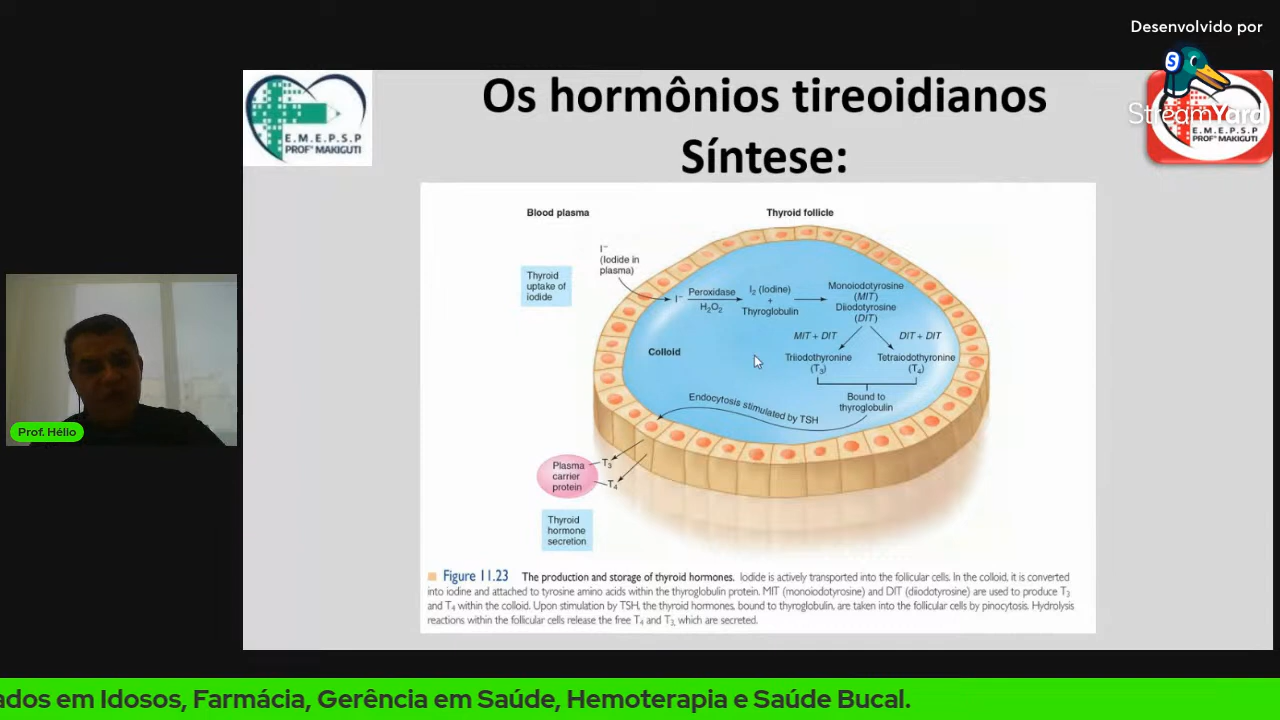 Desenvolvido por
StreamYard
E.M.E.P.S.P
PROFº MAKIGUTI
Os hormônios tireoidianos
Síntese:
E.M.E.P.S.P
PROFº MAKIGUTI
Blood plasma
Thyroid follicle
I⁻
(Iodide in
plasma)
Thyroid
uptake of
iodide
I⁻
Peroxidase
H₂O₂
I₂ (Iodine)
+
Thyroglobulin
Monoiodotyrosine
(MIT)
Diiodotyrosine
(DIT)
MIT + DIT
DIT + DIT
Colloid
Triiodothyronine
(T₃)
Tetraiodothyronine
(T₄)
Bound to
thyroglobulin
Endocytosis stimulated by TSH
Plasma
carrier
protein
T₃
T₄
Thyroid
hormone
secretion
Prof. Hélio
Figure 11.23 The production and storage of thyroid hormones. Iodide is actively transported into the follicular cells. In the colloid, it is converted
into iodine and attached to tyrosine amino acids within the thyroglobulin protein. MIT (monoiodotyrosine) and DIT (diiodotyrosine) are used to produce T₃
and T₄ within the colloid. Upon stimulation by TSH, the thyroid hormones, bound to thyroglobulin, are taken into the follicular cells by pinocytosis. Hydrolysis
reactions within the follicular cells release the free T₄ and T₃, which are secreted.
ados em Idosos, Farmácia, Gerência em Saúde, Hemoterapia e Saúde Bucal.